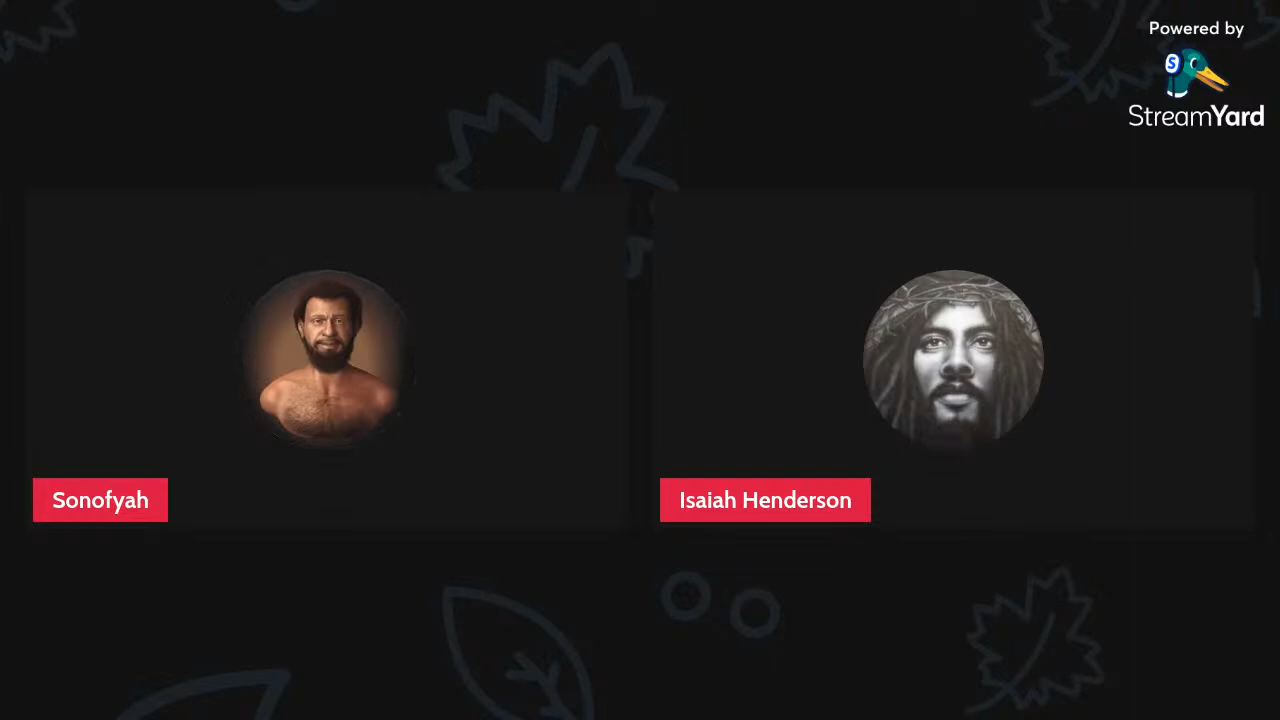 Powered by
S
StreamYard
Sonofyah
Isaiah Henderson